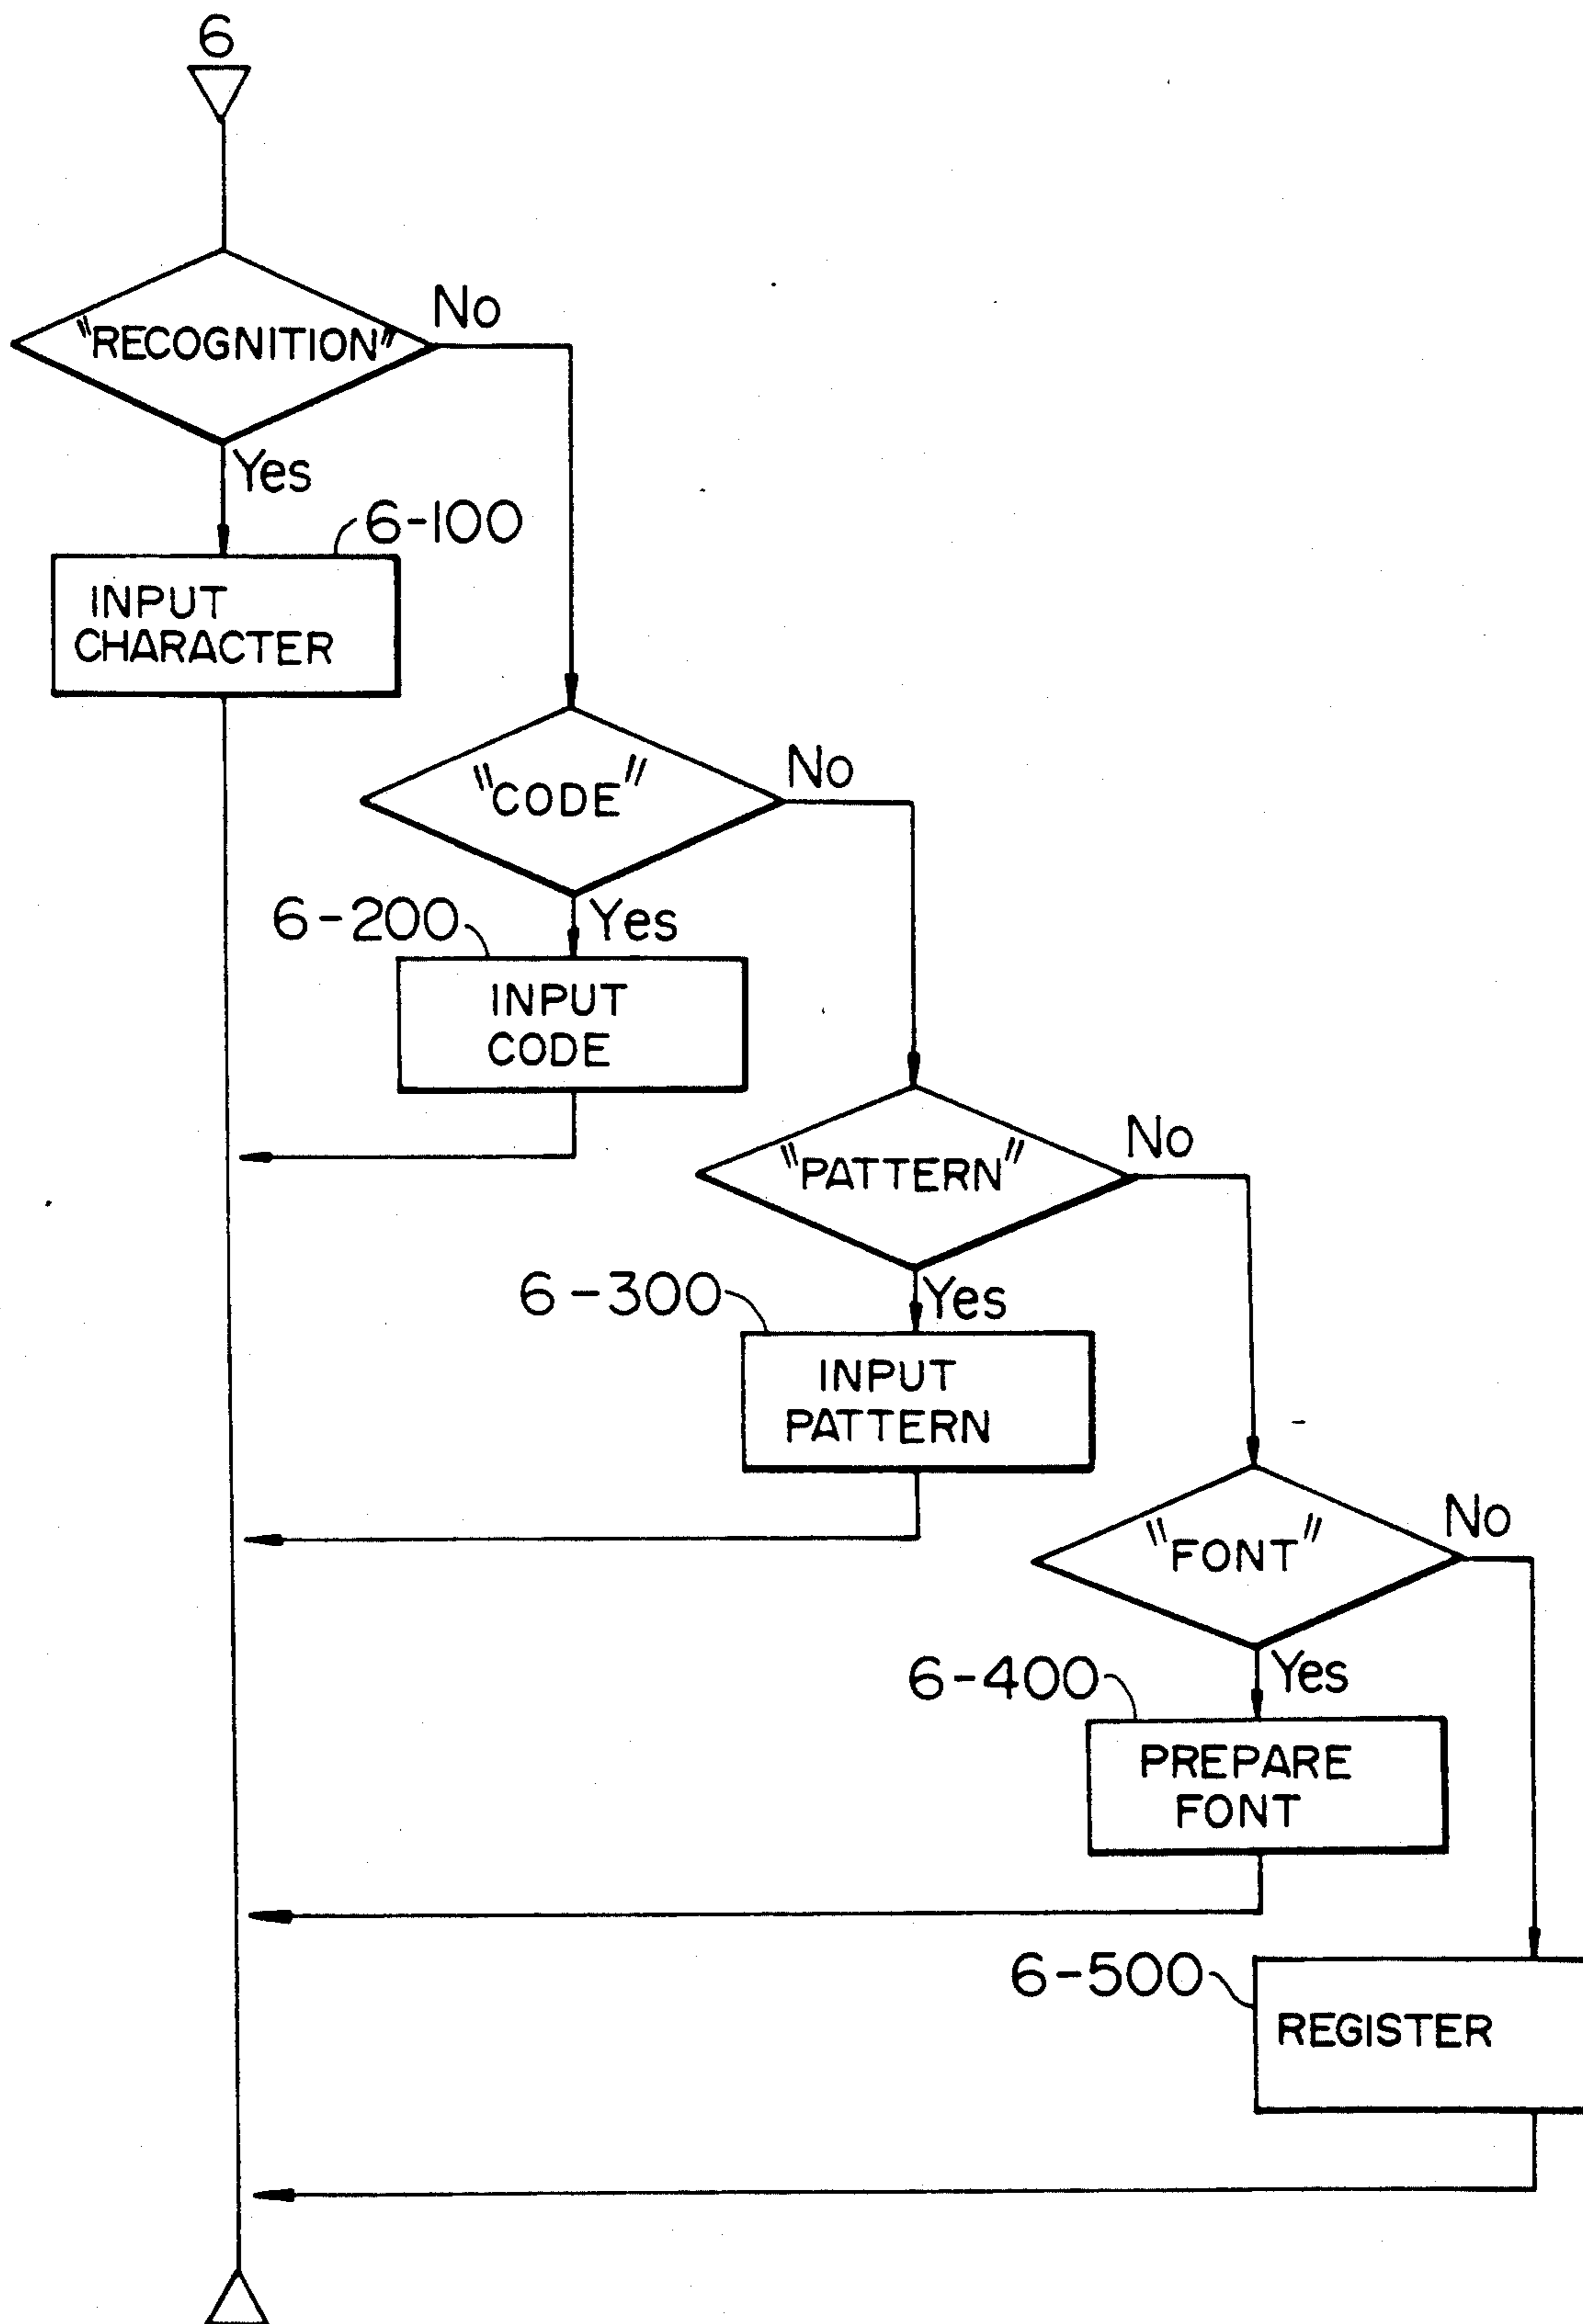 6
"RECOGNITION"
No
Yes
6-100
INPUT
CHARACTER
"CODE"
No
6-200
Yes
INPUT
CODE
"PATTERN"
No
6-300
Yes
INPUT
PATTERN
"FONT"
No
6-400
Yes
PREPARE
FONT
6-500
REGISTER